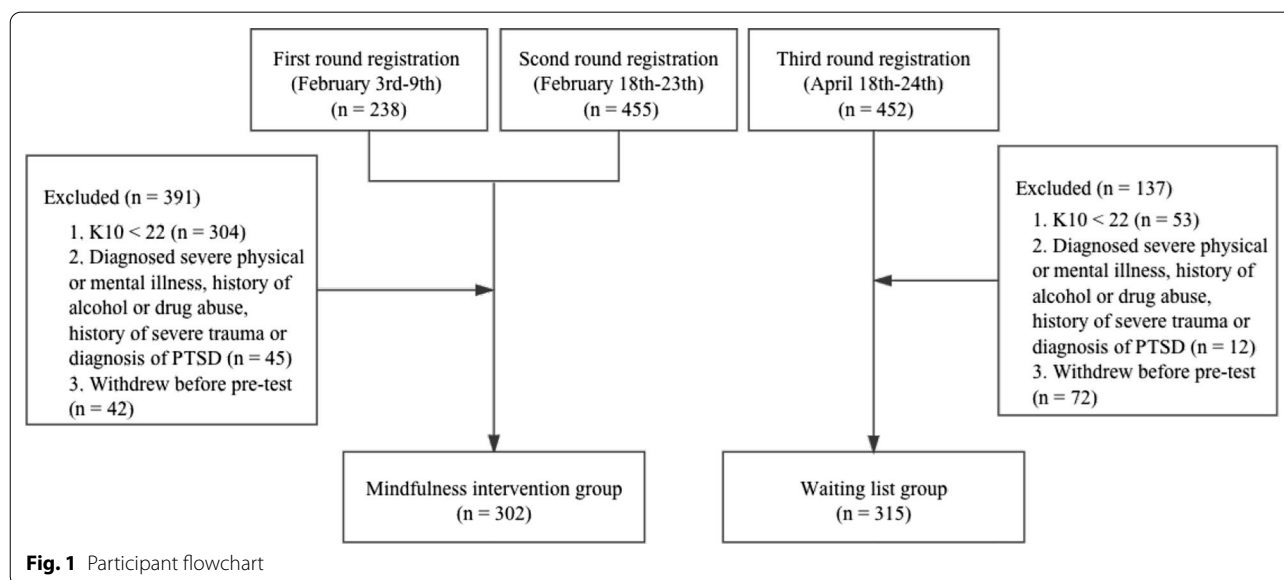 First round registration
(February 3rd-9th)
(n = 238)
Scond round registration
(February 18th-23th)
(n = 455)
Third round registration
(April 18th-24th)
(n = 452)
Excluded (n = 391)
1. K10 < 22 (n = 304)
2. Diagnosed severe physical
or mental illness, history of
alcohol or drug abuse,
history of severe trauma or
diagnosis of PTSD (n = 45)
3. Withdrew before pre-test
(n = 42)
Excluded (n = 137)
1. K10 < 22 (n = 53)
2. Diagnosed severe physical
or mental illness, history of
alcohol or drug abuse,
history of severe trauma or
diagnosis of PTSD (n = 12)
3. Withdrew before pre-test
(n = 72)
Mindfulness intervention group
(n = 302)
Waiting list group
(n = 315)
Fig. 1 Participant flowchart